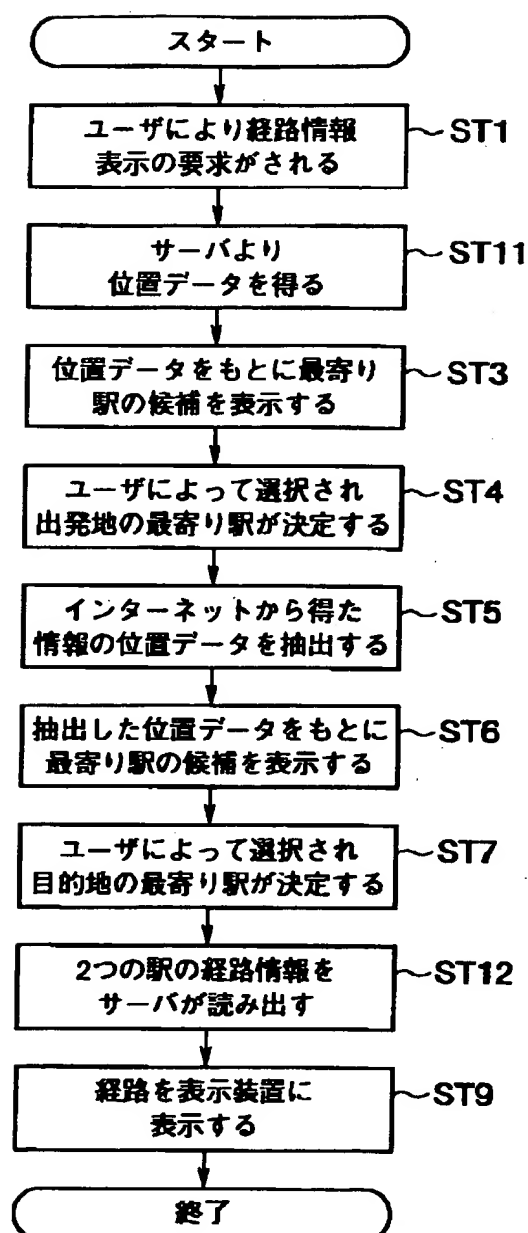 スタート
ユーザにより経路情報
表示の要求がされる
ST1
サーバより
位置データを得る
ST11
位置データをもとに最寄り
駅の候補を表示する
ST3
ユーザによって選択され
出発地の最寄り駅が決定する
ST4
インターネットから得た
情報の位置データを抽出する
ST5
抽出した位置データをもとに
最寄り駅の候補を表示する
ST6
ユーザによって選択され
目的地の最寄り駅が決定する
ST7
2つの駅の経路情報を
サーバが読み出す
ST12
経路を表示装置に
表示する
ST9
終了